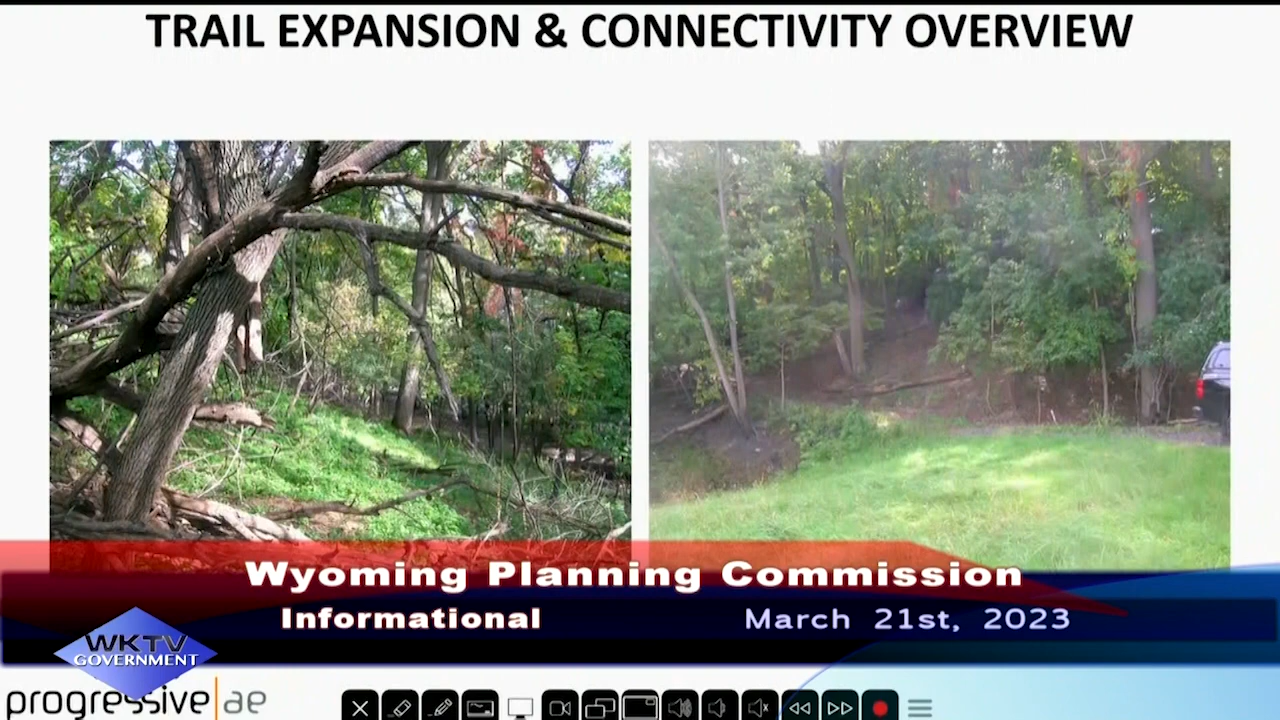 TRAIL EXPANSION & CONNECTIVITY OVERVIEW
Wyoming Planning Commission
Informational
March 21st, 2023
WKTV
GOVERNMENT
progressive|ae